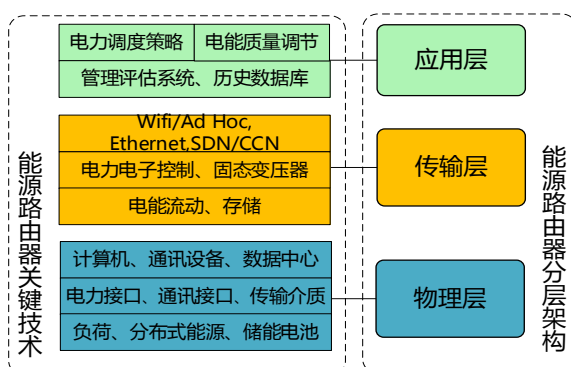 电力调度策略
电能质量调节
管理评估系统、历史数据库
应用层
Wifi/Ad Hoc,
Ethernet,SDN/CCN
电力电子控制、固态变压器
电能流动、存储
传输层
计算机、通讯设备、数据中心
电力接口、通讯接口、传输介质
负荷、分布式能源、储能电池
物理层
能源路由器关键技术
能源路由器分层架构